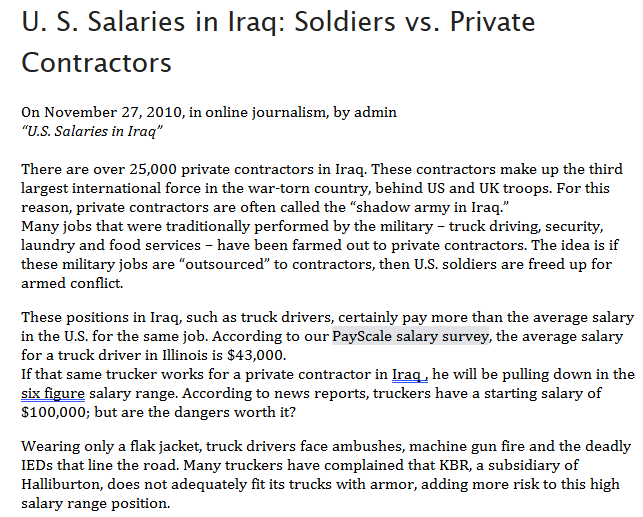 U. S. Salaries in Iraq: Soldiers vs. Private
Contractors
On November 27, 2010, in online journalism, by admin
“U.S. Salaries in Iraq”
There are over 25,000 private contractors in Iraq. These contractors make up the third
largest international force in the war-torn country, behind US and UK troops. For this
reason, private contractors are often called the “shadow army in Iraq.”
Many jobs that were traditionally performed by the military – truck driving, security,
laundry and food services – have been farmed out to private contractors. The idea is if
these military jobs are “outsourced” to contractors, then U.S. soldiers are freed up for
armed conflict.
These positions in Iraq, such as truck drivers, certainly pay more than the average salary
in the U.S. for the same job. According to our PayScale salary survey, the average salary
for a truck driver in Illinois is $43,000.
If that same trucker works for a private contractor in Iraq , he will be pulling down in the
six figure salary range. According to news reports, truckers have a starting salary of
$100,000; but are the dangers worth it?
Wearing only a flak jacket, truck drivers face ambushes, machine gun fire and the deadly
IEDs that line the road. Many truckers have complained that KBR, a subsidiary of
Halliburton, does not adequately fit its trucks with armor, adding more risk to this high
salary range position.